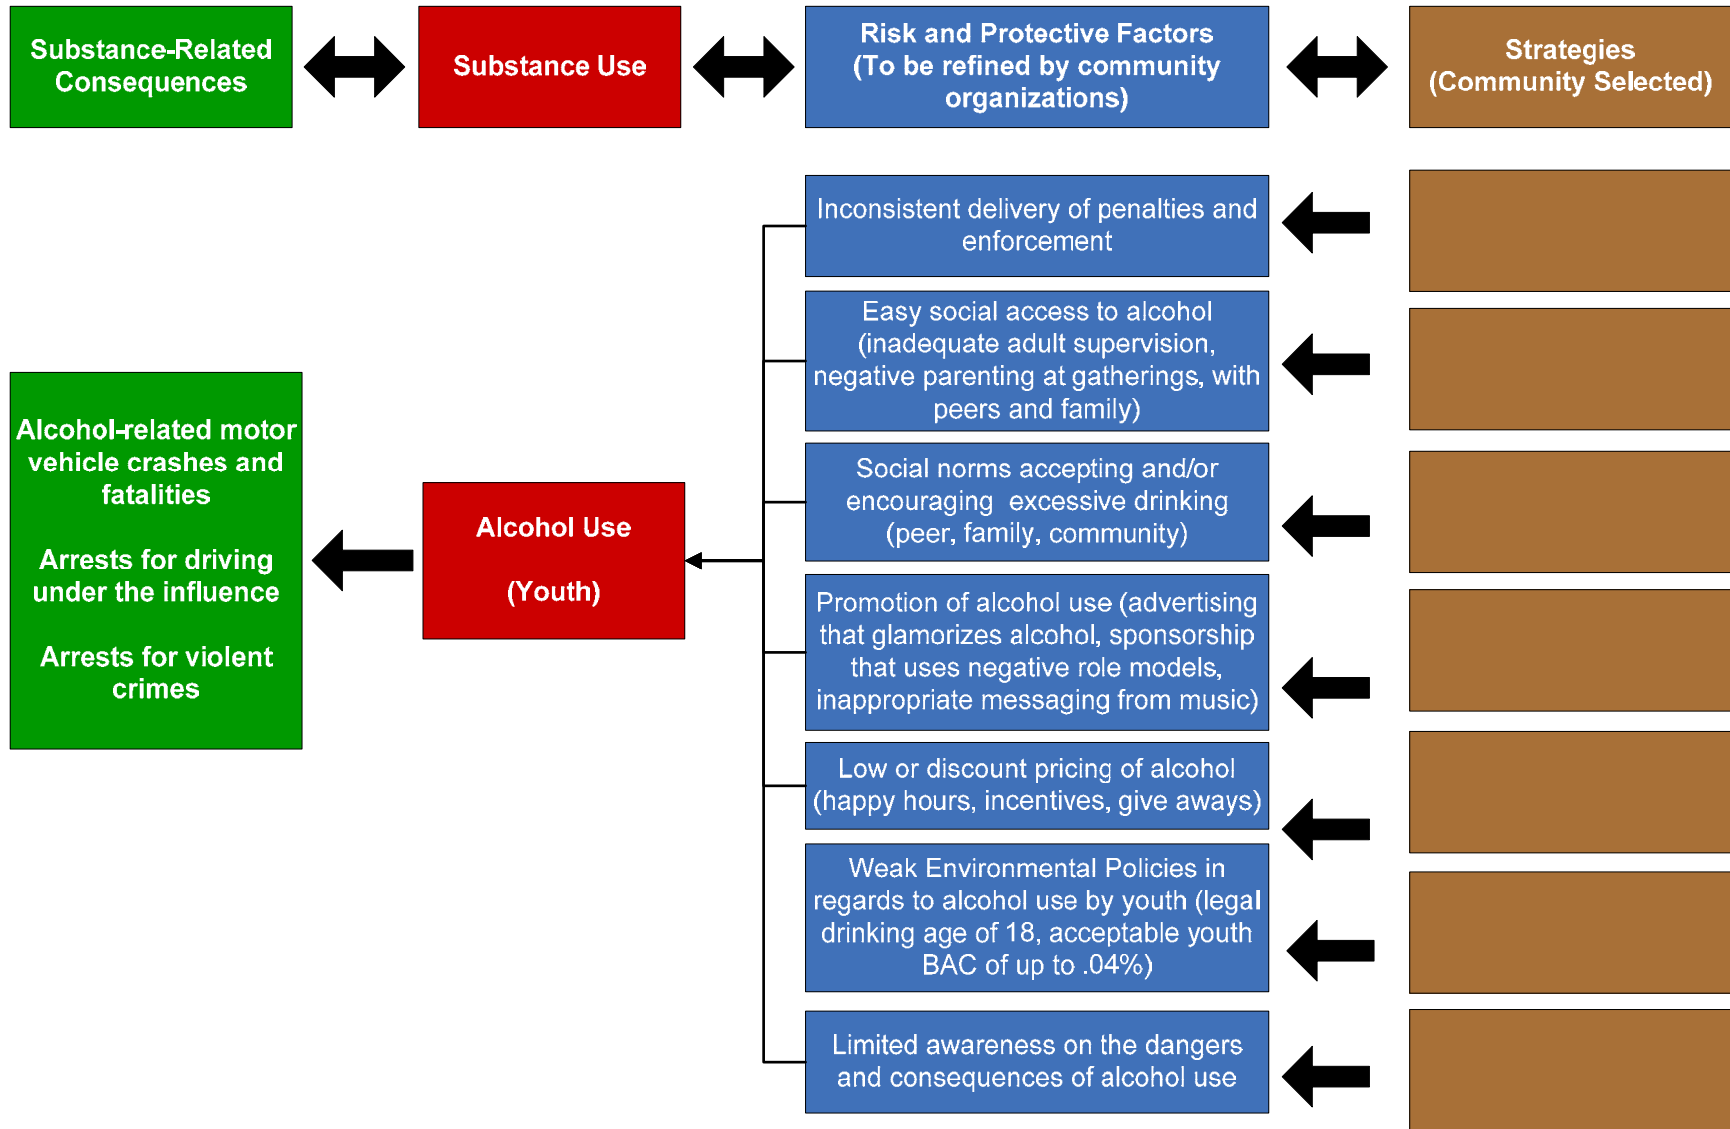 Substance-Related
Consequences
Substance Use
Risk and Protective Factors
(To be refined by community
organizations)
Strategies
(Community Selected)
Alcohol-related motor
vehicle crashes and
fatalities
Arrests for driving
under the influence
Arrests for violent
crimes
Alcohol Use
(Youth)
Inconsistent delivery of penalties and
enforcement
Easy social access to alcohol
(inadequate adult supervision,
negative parenting at gatherings, with
peers and family)
Social norms accepting and/or
encouraging excessive drinking
(peer, family, community)
Promotion of alcohol use (advertising
that glamorizes alcohol, sponsorship
that uses negative role models,
inappropriate messaging from music)
Low or discount pricing of alcohol
(happy hours, incentives, give aways)
Weak Environmental Policies in
regards to alcohol use by youth (legal
drinking age of 18, acceptable youth
BAC of up to .04%)
Limited awareness on the dangers
and consequences of alcohol use